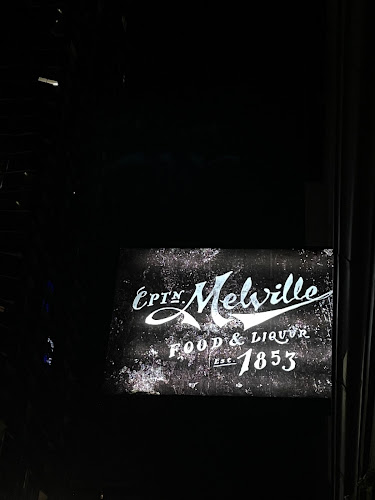 CPTN. Melville
FOOD & LIQUOR
EST. 1853